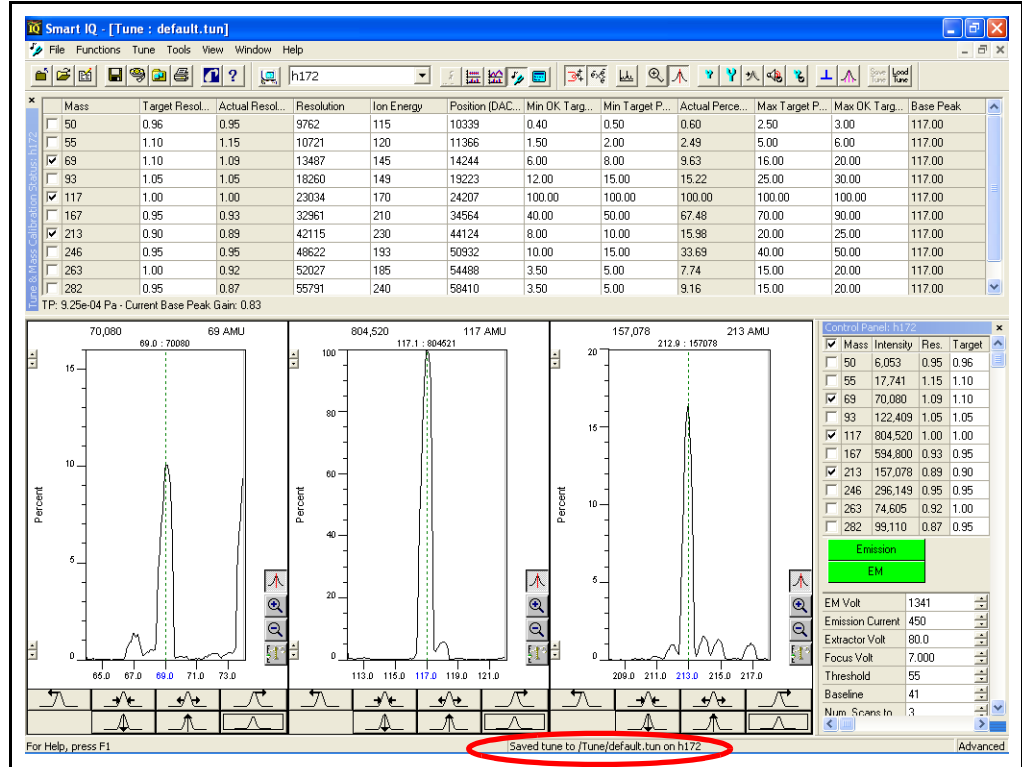 Smart IQ - [Tune : default.tun]
File Functions Tune Tools View Window Help
h172
Save Tune Load Tune
Tune & Mass Calibration Status: h172
Mass Target Resol... Actual Resol... Resolution Ion Energy Position (DAC... Min OK Targ... Min Target P... Actual Perce... Max Target P... Max OK Targ... Base Peak
50 0.96 0.95 9762 115 10339 0.40 0.50 0.60 2.50 3.00 117.00
55 1.10 1.15 10721 120 11366 1.50 2.00 2.49 5.00 6.00 117.00
69 1.10 1.09 13487 145 14244 6.00 8.00 9.63 16.00 20.00 117.00
93 1.05 1.05 18260 149 19223 12.00 15.00 15.22 25.00 30.00 117.00
117 1.00 1.00 23034 170 24207 100.00 100.00 100.00 100.00 100.00 117.00
167 0.95 0.93 32961 210 34564 40.00 50.00 67.48 70.00 90.00 117.00
213 0.90 0.89 42115 230 44124 8.00 10.00 15.98 20.00 25.00 117.00
246 0.95 0.95 48622 193 50932 10.00 15.00 33.69 40.00 50.00 117.00
263 1.00 0.92 52027 185 54488 3.50 5.00 7.74 15.00 20.00 117.00
282 0.95 0.87 55791 240 58410 3.50 5.00 9.16 15.00 20.00 117.00
TP: 9.25e-04 Pa - Current Base Peak Gain: 0.83
70,080 69 AMU
69.0 : 70080
15
10
5
0
Percent
65.0 67.0 69.0 71.0 73.0
804,520 117 AMU
117.1 : 804521
100
80
60
40
20
0
Percent
113.0 115.0 117.0 119.0 121.0
157,078 213 AMU
212.9 : 157078
20
15
10
5
0
Percent
209.0 211.0 213.0 215.0 217.0
Control Panel: h172
Mass Intensity Res. Target
50 6,053 0.95 0.96
55 17,741 1.15 1.10
69 70,080 1.09 1.10
93 122,409 1.05 1.05
117 804,520 1.00 1.00
167 594,800 0.93 0.95
213 157,078 0.89 0.90
246 296,149 0.95 0.95
263 74,605 0.92 1.00
282 99,110 0.87 0.95
Emission
EM
EM Volt 1341
Emission Current 450
Extractor Volt 80.0
Focus Volt 7.000
Threshold 55
Baseline 41
Num Scans to 3
For Help, press F1
Saved tune to /Tune/default.tun on h172
Advanced